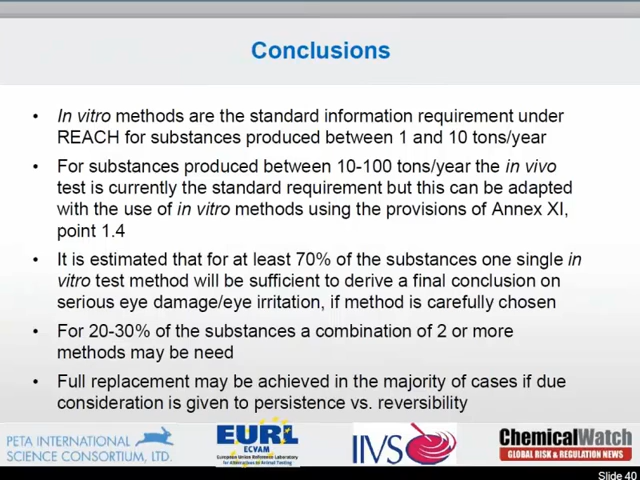 Conclusions
• In vitro methods are the standard information requirement under
REACH for substances produced between 1 and 10 tons/year
• For substances produced between 10-100 tons/year the in vivo
test is currently the standard requirement but this can be adapted
with the use of in vitro methods using the provisions of Annex XI,
point 1.4
• It is estimated that for at least 70% of the substances one single in
vitro test method will be sufficient to derive a final conclusion on
serious eye damage/eye irritation, if method is carefully chosen
• For 20-30% of the substances a combination of 2 or more
methods may be need
• Full replacement may be achieved in the majority of cases if due
consideration is given to persistence vs. reversibility
PETA INTERNATIONAL
SCIENCE CONSORTIUM, LTD.
EURL
ECVAM
European Union Reference Laboratory
for Alternatives to Animal Testing
IIVS
ChemicalWatch
GLOBAL RISK & REGULATION NEWS
Slide 40